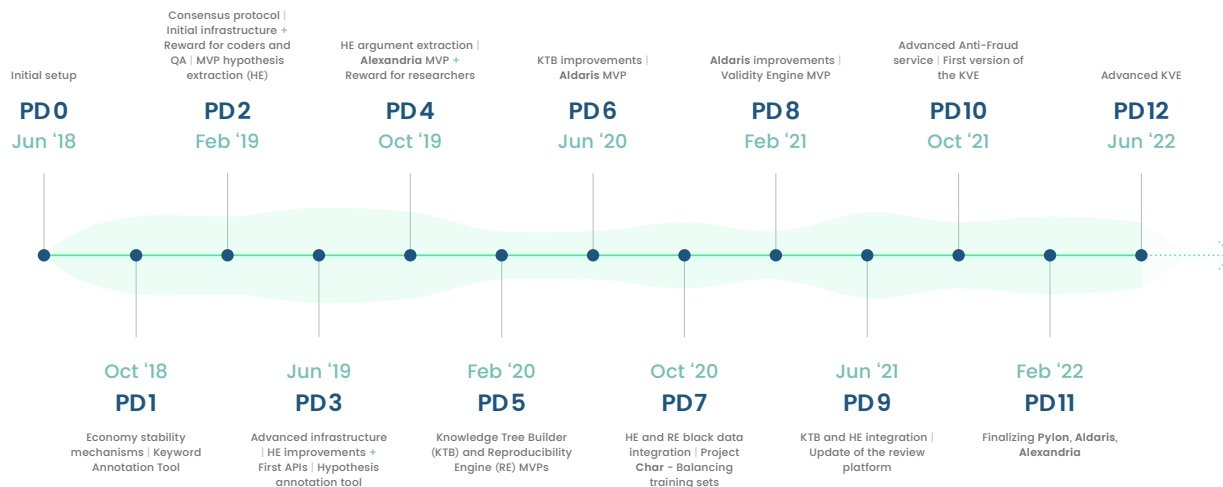 Initial setup
PD0
Jun ‘18
Consensus protocol |
Initial infrastructure +
Reward for coders and
QA | MVP hypothesis
extraction (HE)
PD2
Feb ‘19
HE argument extraction |
Alexandria MVP +
Reward for researchers
PD4
Oct ‘19
KTB improvements |
Aldaris MVP
PD6
Jun ‘20
Aldaris improvements |
Validity Engine MVP
PD8
Feb ‘21
Advanced Anti-Fraud
service | First version of
the KVE
PD10
Oct ‘21
Advanced KVE
PD12
Jun ‘22
Oct ‘18
PD1
Economy stability
mechanisms | Keyword
Annotation Tool
Jun ‘19
PD3
Advanced infrastructure
| HE improvements +
First APIs | Hypothesis
annotation tool
Feb ‘20
PD5
Knowledge Tree Builder
(KTB) and Reproducibility
Engine (RE) MVPs
Oct ‘20
PD7
HE and RE black data
integration | Project
Char – Balancing
training sets
Jun ‘21
PD9
KTB and HE integration |
Update of the review
platform
Feb ‘22
PD11
Finalizing Pylon, Aldaris,
Alexandria